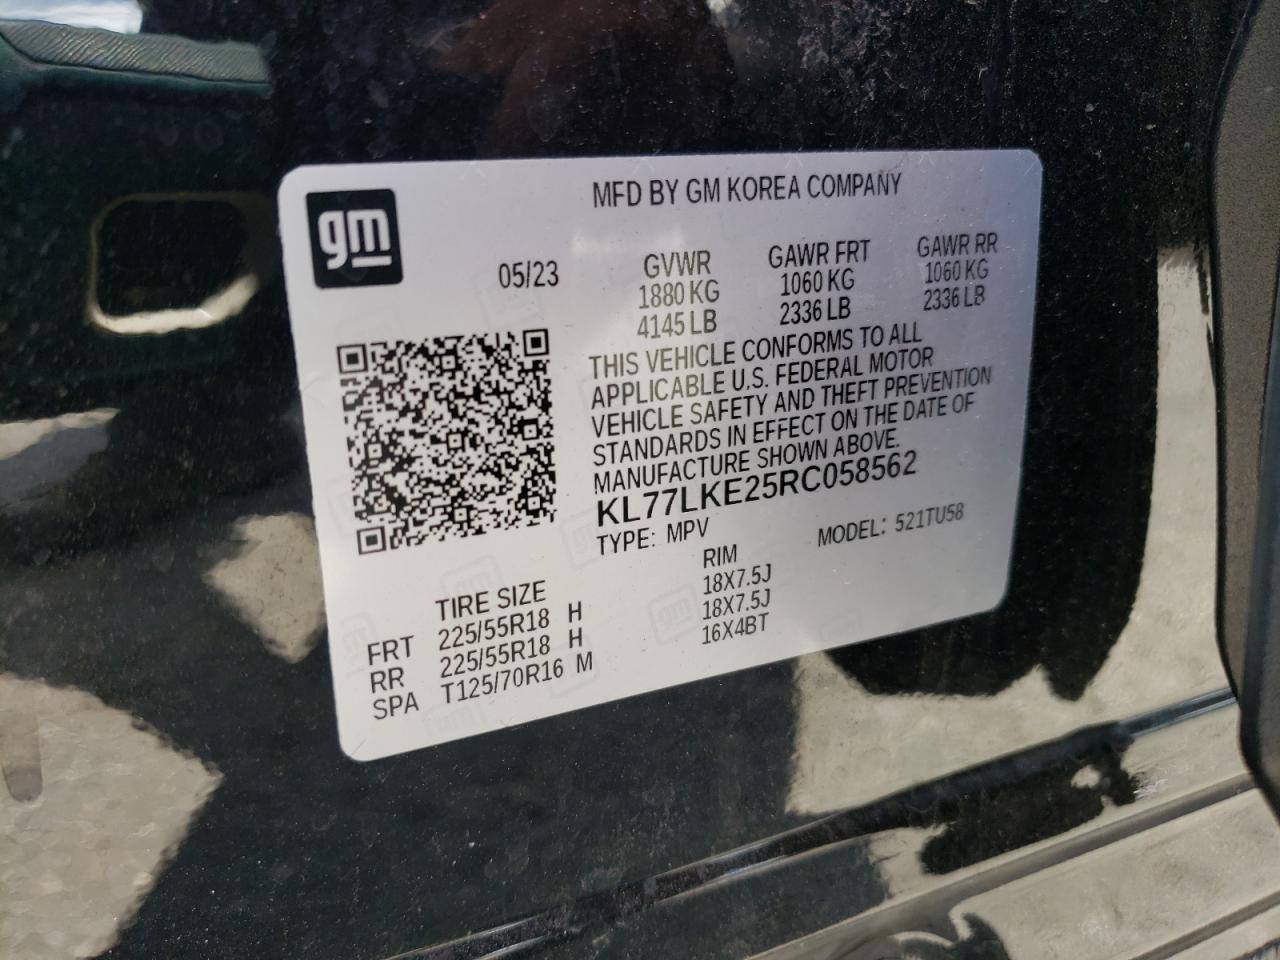 gm
MFD BY GM KOREA COMPANY
05/23
GVWR GAWR FRT GAWR RR
1880 KG 1060 KG 1060 KG
4145 LB 2336 LB 2336 LB
THIS VEHICLE CONFORMS TO ALL
APPLICABLE U.S. FEDERAL MOTOR
VEHICLE SAFETY AND THEFT PREVENTION
STANDARDS IN EFFECT ON THE DATE OF
MANUFACTURE SHOWN ABOVE.
KL77LKE25RC058562
TYPE: MPV MODEL: 521TU58
TIRE SIZE RIM
FRT 225/55R18 H 18X7.5J
RR 225/55R18 H 18X7.5J
SPA T125/70R16 M 16X4BT